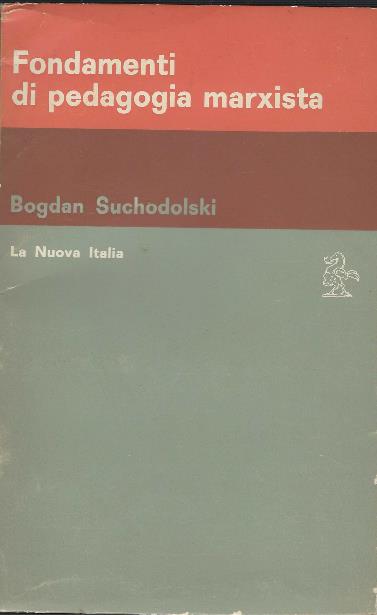 Fondamenti
di pedagogia marxista
Bogdan Suchodolski
La Nuova Italia